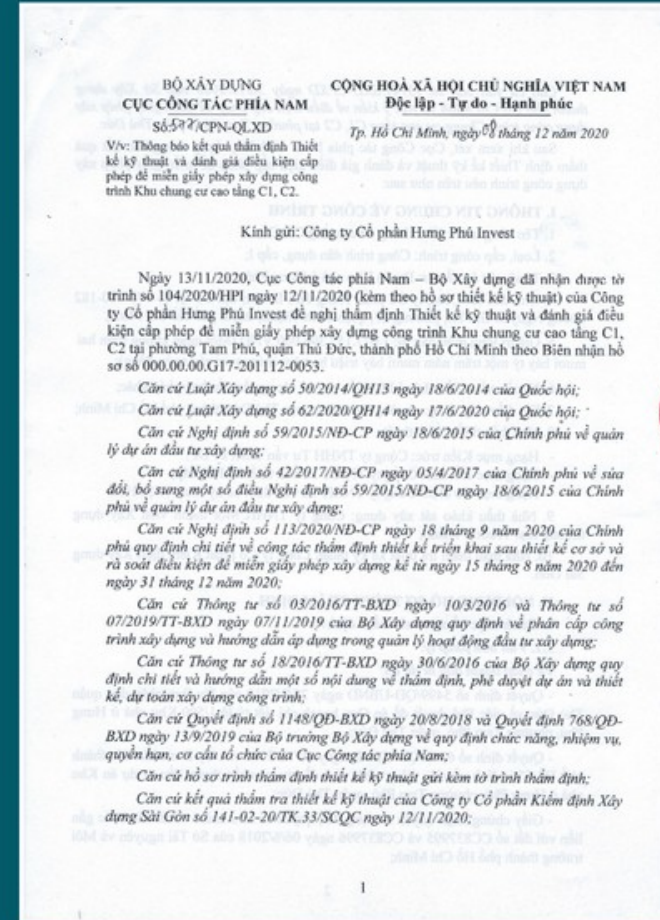 BỘ XÂY DỰNG
CỤC CÔNG TÁC PHÍA NAM
CỘNG HOÀ XÃ HỘI CHỦ NGHĨA VIỆT NAM
Độc lập - Tự do - Hạnh phúc
Số: /CPN-QLXD
Tp. Hồ Chí Minh, ngày 08 tháng 12 năm 2020
V/v: Thông báo kết quả thẩm định Thiết
kế kỹ thuật và đánh giá điều kiện cấp
phép để miễn giấy phép xây dựng công
trình Khu chung cư cao tầng C1, C2.
Kính gửi: Công ty Cổ phần Hưng Phú Invest
Ngày 13/11/2020, Cục Công tác phía Nam – Bộ Xây dựng đã nhận được tờ
trình số 104/2020/HPI ngày 12/11/2020 (kèm theo hồ sơ thiết kế kỹ thuật) của Công
ty Cổ phần Hưng Phú Invest đề nghị thẩm định Thiết kế kỹ thuật và đánh giá điều
kiện cấp phép để miễn giấy phép xây dựng công trình Khu chung cư cao tầng C1,
C2 tại phường Tam Phú, quận Thủ Đức, thành phố Hồ Chí Minh theo Biên nhận hồ
sơ số 000.00.00.G17-201112-0053.
Căn cứ Luật Xây dựng số 50/2014/QH13 ngày 18/6/2014 của Quốc hội;
Căn cứ Luật Xây dựng số 62/2020/QH14 ngày 17/6/2020 của Quốc hội;
Căn cứ Nghị định số 59/2015/NĐ-CP ngày 18/6/2015 của Chính phủ về quản
lý dự án đầu tư xây dựng;
Căn cứ Nghị định số 42/2017/NĐ-CP ngày 05/4/2017 của Chính phủ về sửa
đổi, bổ sung một số điều Nghị định số 59/2015/NĐ-CP ngày 18/6/2015 của Chính
phủ về quản lý dự án đầu tư xây dựng;
Căn cứ Nghị định số 113/2020/NĐ-CP ngày 18 tháng 9 năm 2020 của Chính
phủ quy định chi tiết về công tác thẩm định thiết kế triển khai sau thiết kế cơ sở và
rà soát điều kiện để miễn giấy phép xây dựng kể từ ngày 15 tháng 8 năm 2020 đến
ngày 31 tháng 12 năm 2020;
Căn cứ Thông tư số 03/2016/TT-BXD ngày 10/3/2016 và Thông tư số
07/2019/TT-BXD ngày 07/11/2019 của Bộ Xây dựng quy định về phân cấp công
trình xây dựng và hướng dẫn áp dụng trong quản lý hoạt động đầu tư xây dựng;
Căn cứ Thông tư số 18/2016/TT-BXD ngày 30/6/2016 của Bộ Xây dựng quy
định chi tiết và hướng dẫn một số nội dung về thẩm định, phê duyệt dự án và thiết
kế, dự toán xây dựng công trình;
Căn cứ Quyết định số 1148/QĐ-BXD ngày 20/8/2018 và Quyết định 768/QĐ-
BXD ngày 13/9/2019 của Bộ trưởng Bộ Xây dựng về quy định chức năng, nhiệm vụ,
quyền hạn, cơ cấu tổ chức của Cục Công tác phía Nam;
Căn cứ hồ sơ trình thẩm định thiết kế kỹ thuật gửi kèm tờ trình thẩm định;
Căn cứ kết quả thẩm tra thiết kế kỹ thuật của Công ty Cổ phần Kiểm định Xây
dựng Sài Gòn số 141-02-20/TK.33/SCQC ngày 12/11/2020;
1